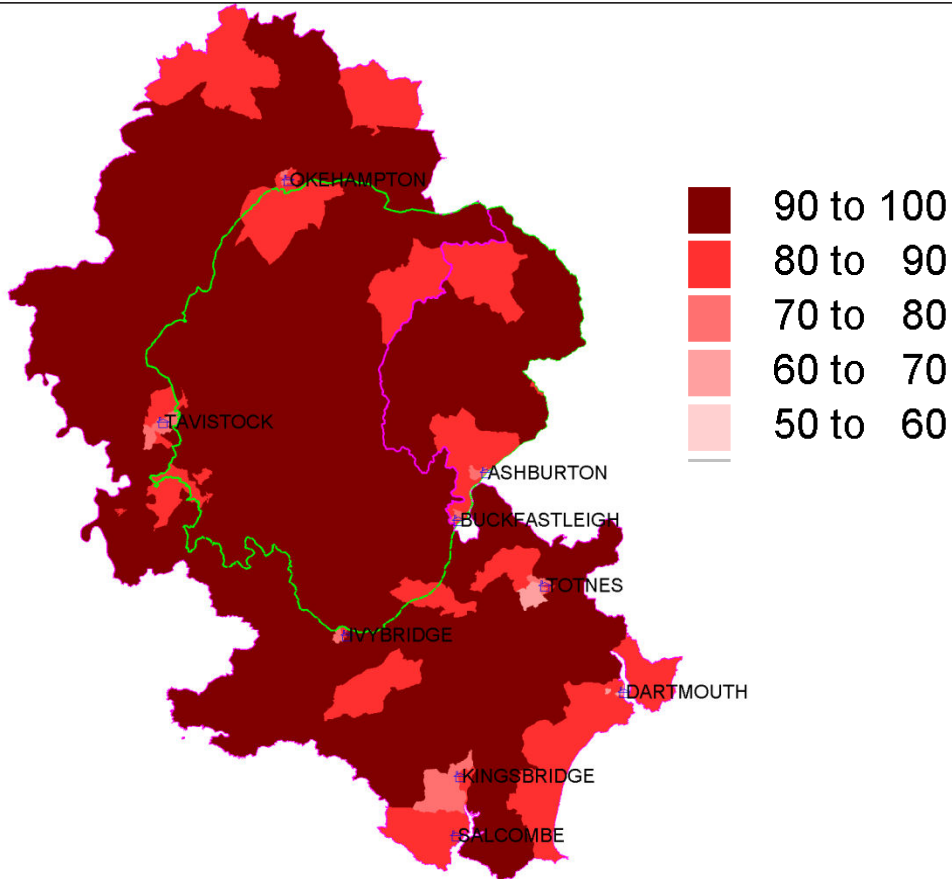 OKEHAMPTON
90 to 100
80 to 90
70 to 80
60 to 70
50 to 60
TAVISTOCK
ASHBURTON
BUCKFASTLEIGH
TOTNES
IVYBRIDGE
DARTMOUTH
KINGSBRIDGE
SALCOMBE